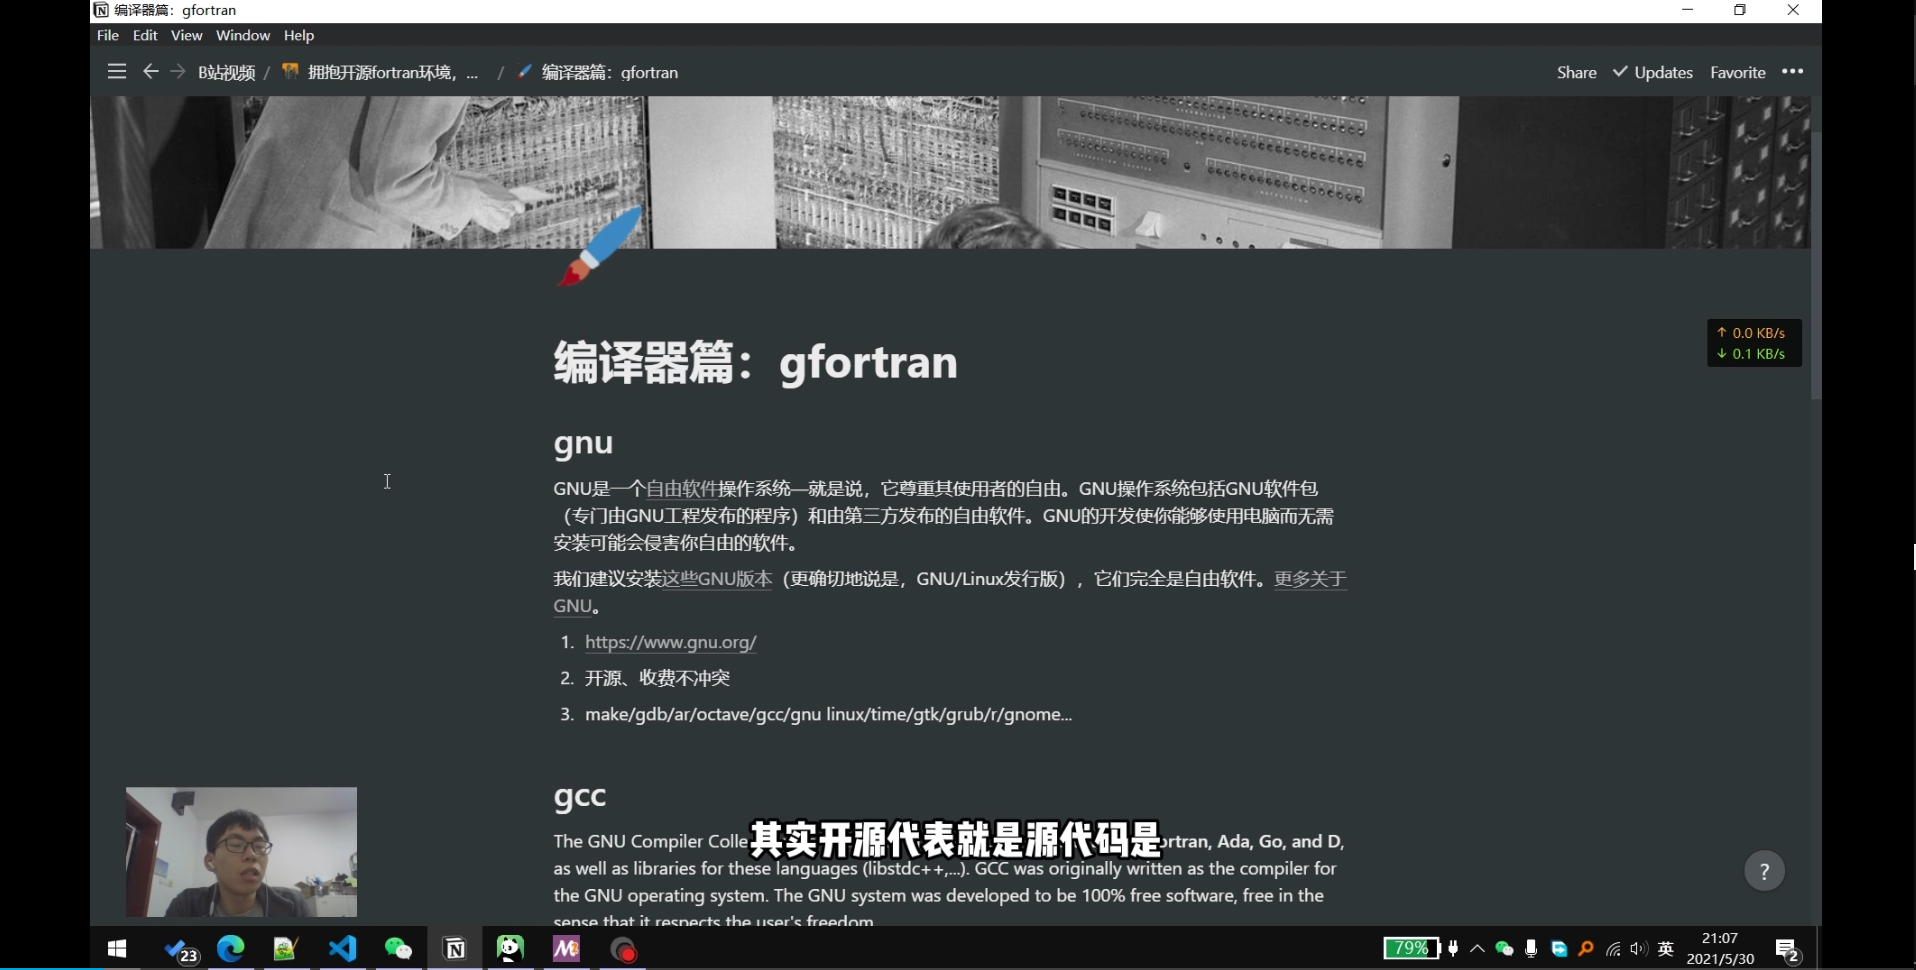 编译器篇：gfortran
File Edit View Window Help
B站视频 / 拥抱开源fortran环境，... / 编译器篇：gfortran
Share Updates Favorite
↑ 0.0 KB/s
↓ 0.1 KB/s
编译器篇：gfortran
gnu
GNU是一个自由软件操作系统—就是说，它尊重其使用者的自由。GNU操作系统包括GNU软件包
（专门由GNU工程发布的程序）和由第三方发布的自由软件。GNU的开发使你能够使用电脑而无需
安装可能会侵害你自由的软件。
我们建议安装这些GNU版本（更确切地说是，GNU/Linux发行版），它们完全是自由软件。更多关于
GNU。
1. https://www.gnu.org/
2. 开源、收费不冲突
3. make/gdb/ar/octave/gcc/gnu linux/time/gtk/grub/r/gnome...
gcc
The GNU Compiler Colle
其实开源代表就是源代码是
ortran, Ada, Go, and D,
as well as libraries for these languages (libstdc++,...). GCC was originally written as the compiler for
the GNU operating system. The GNU system was developed to be 100% free software, free in the
sense that it respects the user's freedom.
?
23
79%
英
21:07
2021/5/30
2